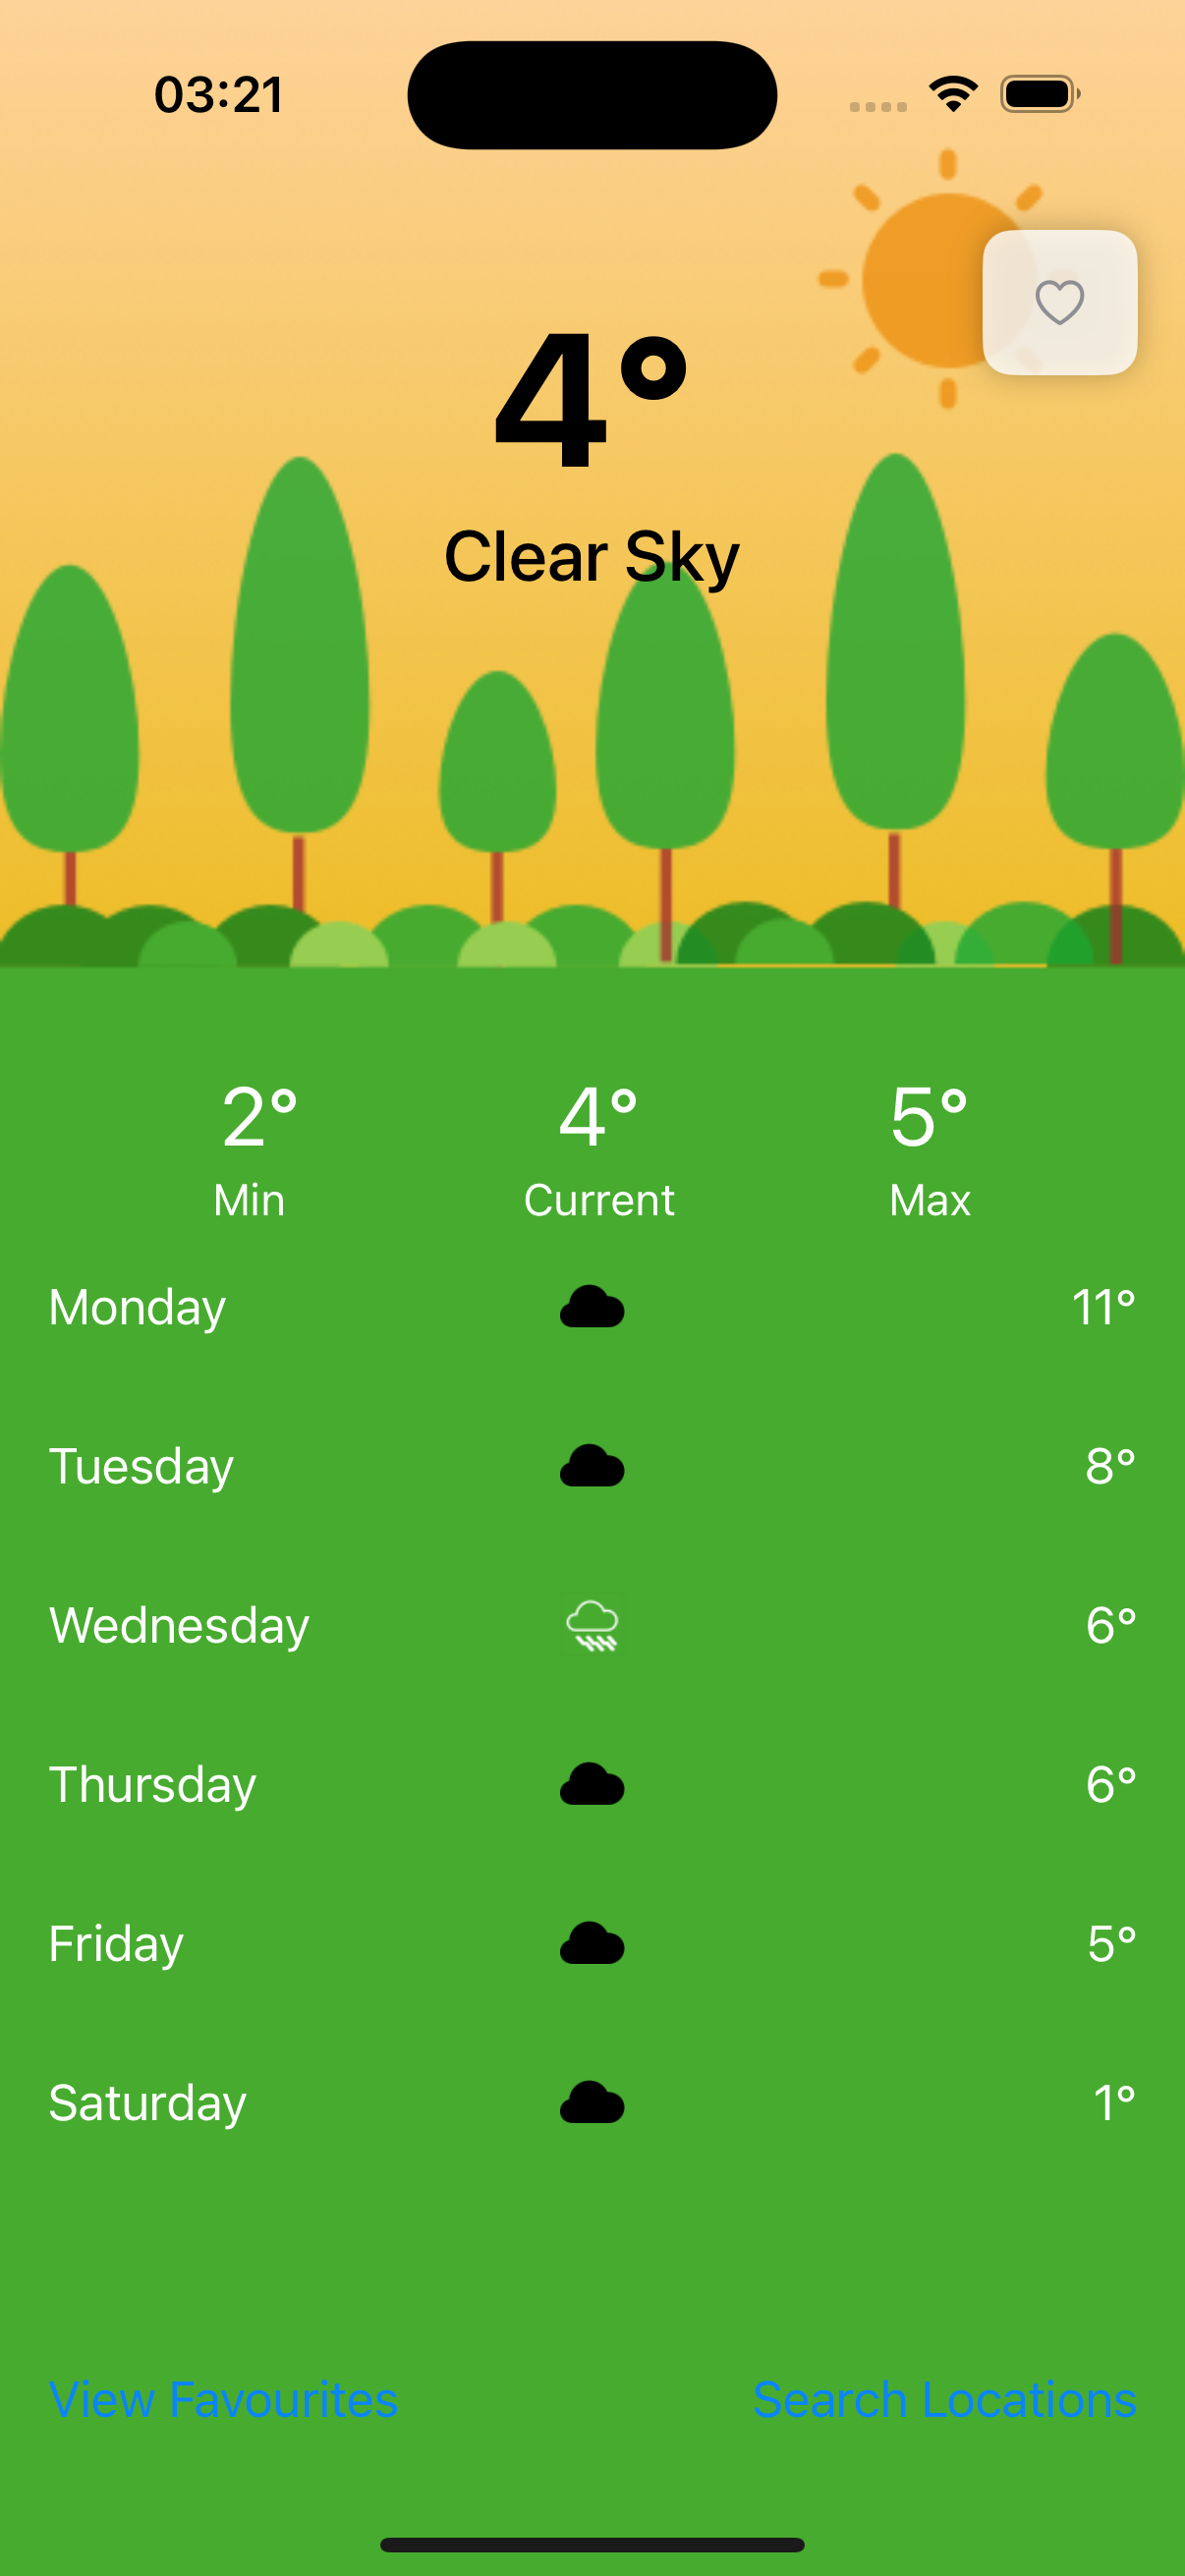 03:21
4°
Clear Sky
2° 4° 5°
Min Current Max
Monday 11°
Tuesday 8°
Wednesday 6°
Thursday 6°
Friday 5°
Saturday 1°
View Favourites Search Locations